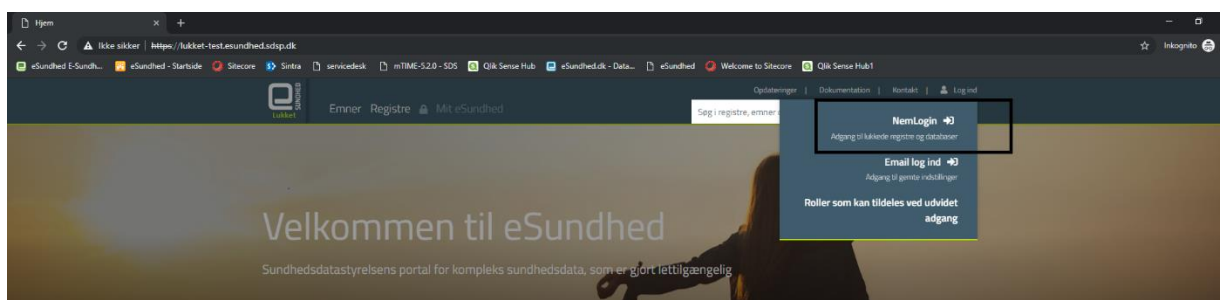 Hjem
Ikke sikker | https://lukket-test.esundhed.sdsp.dk
Inkognito
eSundhed E-Sundh... eSundhed - Startside Sitecore Sintra servicedesk mTIME-5.2.0 - SDS Qlik Sense Hub eSundhed.dk - Data... eSundhed Welcome to Sitecore Qlik Sense Hub1
Opdateringer | Dokumentation | Kontakt | Log ind
SUNDHED
Lukket
Emner Registre Mit eSundhed
Søg i registre, emner
NemLogin
Adgang til lukkede registre og databaser
Email log ind
Adgang til gemte indstillinger
Roller som kan tildeles ved udvidet
adgang
Velkommen til eSundhed
Sundhedsdatastyrelsens portal for kompleks sundhedsdata, som er gjort lettilgængelig